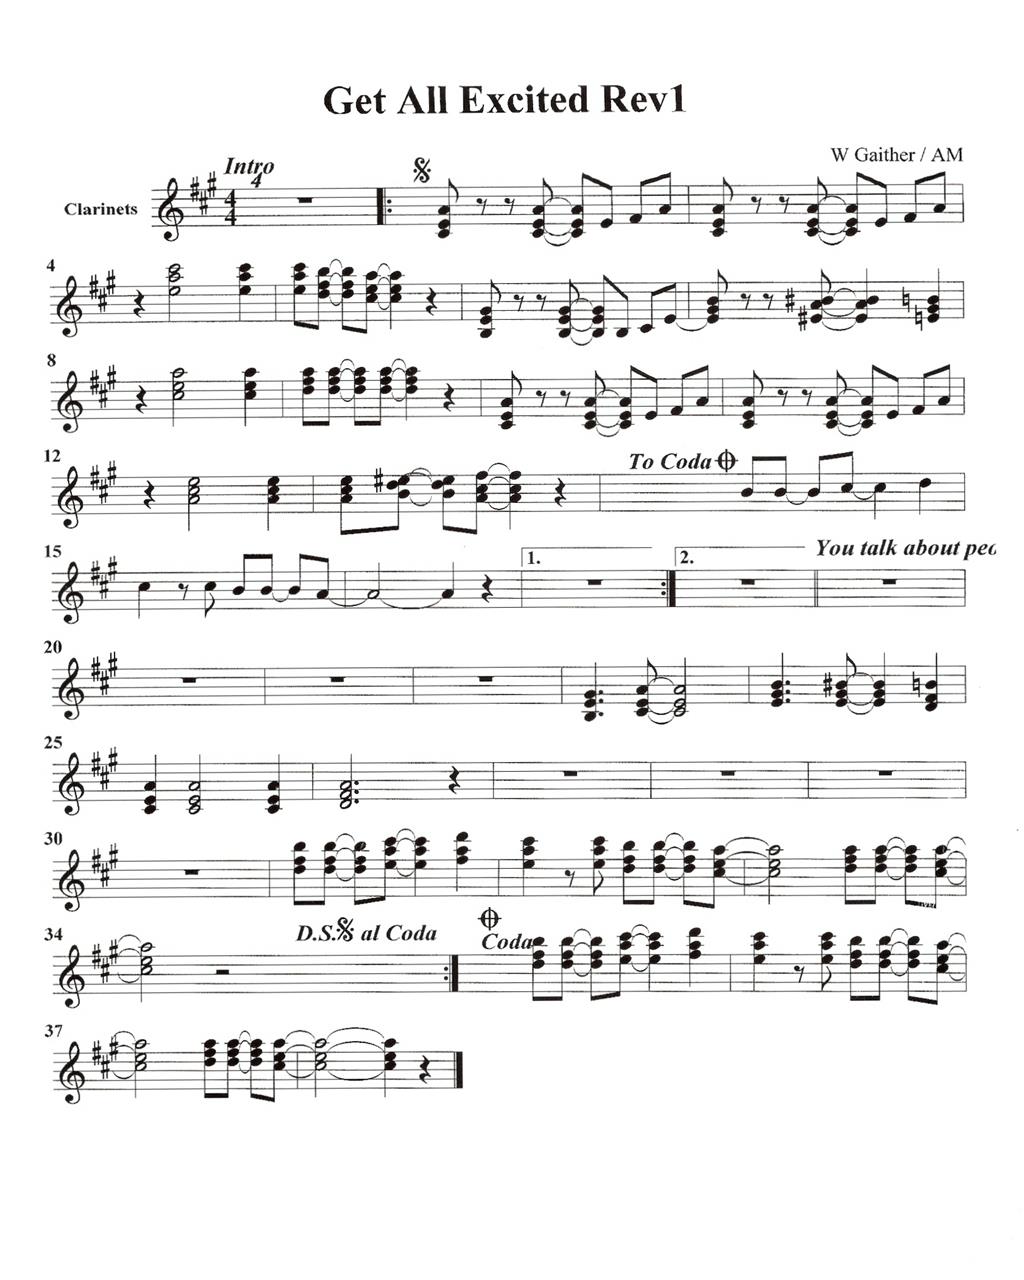 Get All Excited Rev1
W Gaither / AM
Intro
4
Clarinets
4
4
4
8
12
To Coda
15
1.
2.
You talk about peo
20
25
30
34
D.S. al Coda
Coda
37